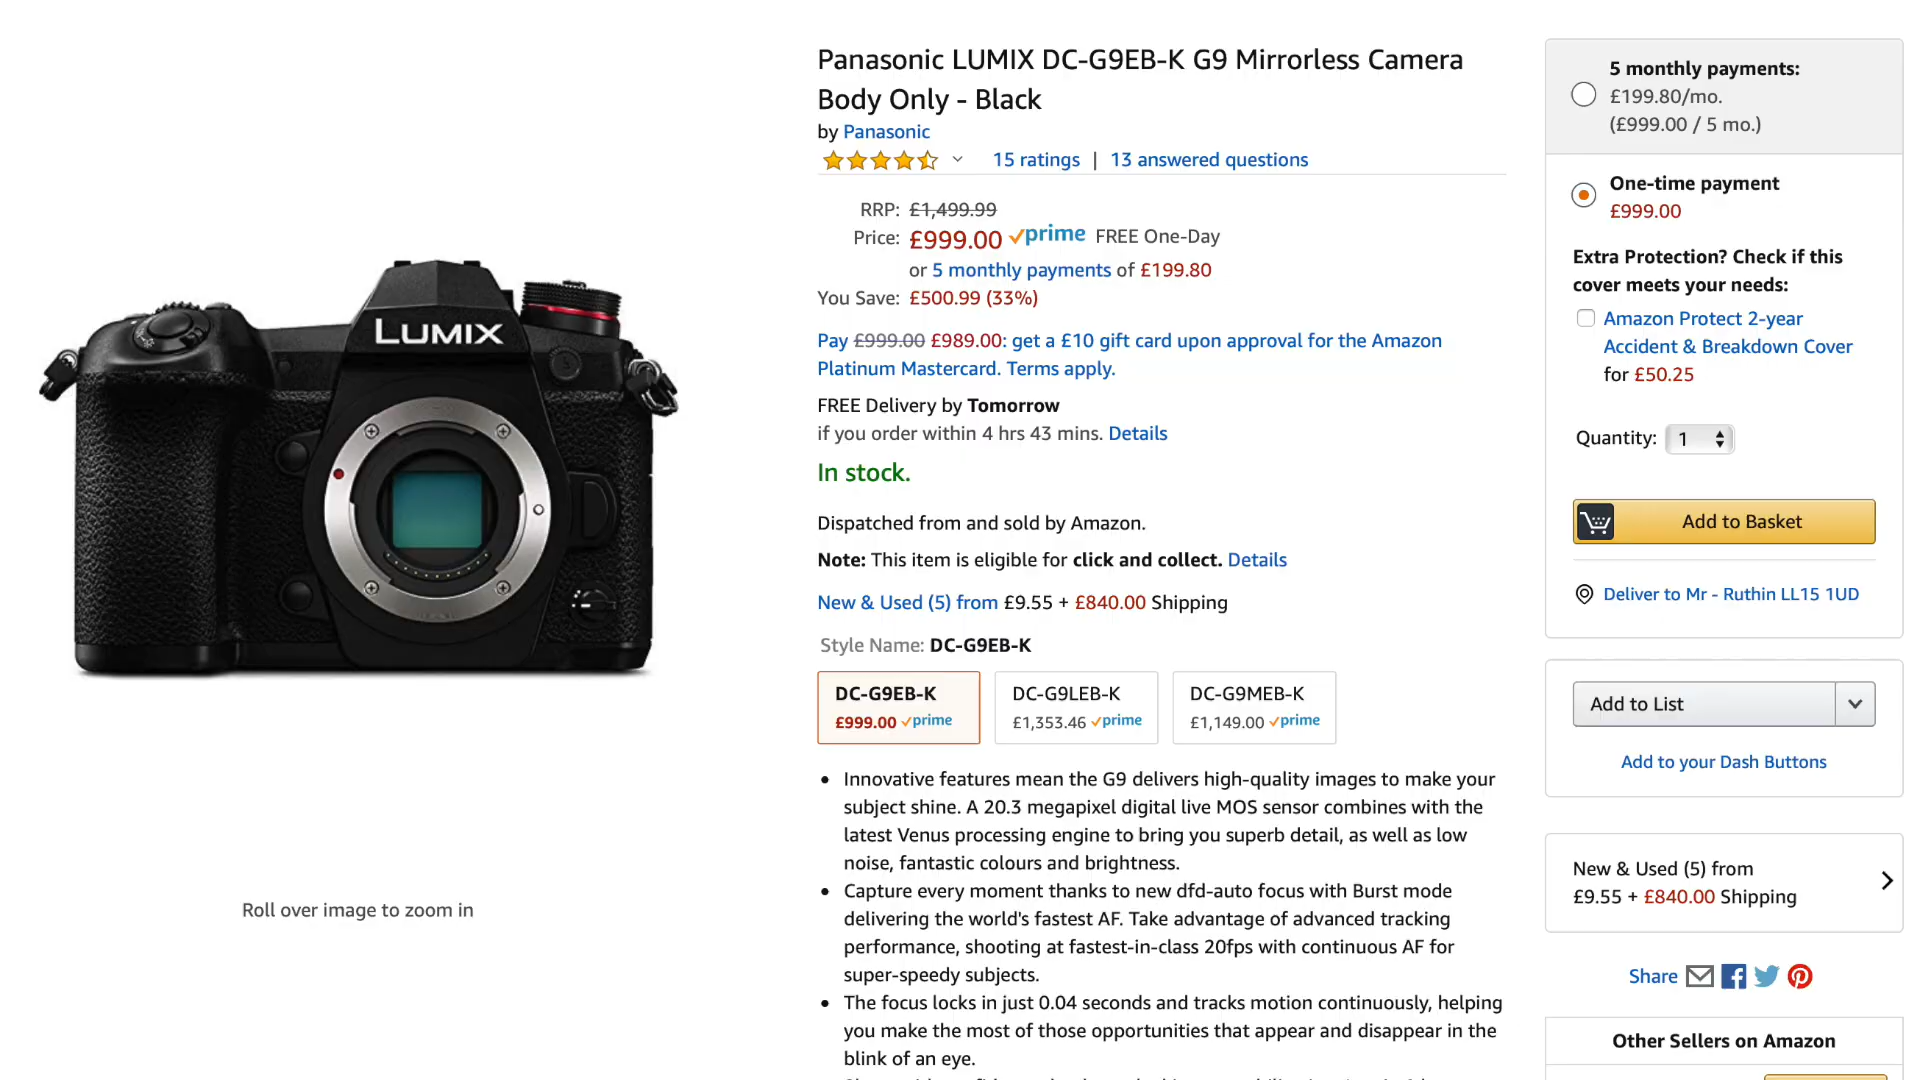 LUMIX
Roll over image to zoom in
Panasonic LUMIX DC-G9EB-K G9 Mirrorless Camera
Body Only - Black
by Panasonic
15 ratings | 13 answered questions
RRP: £1,499.99
Price: £999.00 prime FREE One-Day
or 5 monthly payments of £199.80
You Save: £500.99 (33%)
Pay £999.00 £989.00: get a £10 gift card upon approval for the Amazon
Platinum Mastercard. Terms apply.
FREE Delivery by Tomorrow
if you order within 4 hrs 43 mins. Details
In stock.
Dispatched from and sold by Amazon.
Note: This item is eligible for click and collect. Details
New & Used (5) from £9.55 + £840.00 Shipping
Style Name: DC-G9EB-K
DC-G9EB-K
£999.00 prime
DC-G9LEB-K
£1,353.46 prime
DC-G9MEB-K
£1,149.00 prime
• Innovative features mean the G9 delivers high-quality images to make your
subject shine. A 20.3 megapixel digital live MOS sensor combines with the
latest Venus processing engine to bring you superb detail, as well as low
noise, fantastic colours and brightness.
• Capture every moment thanks to new dfd-auto focus with Burst mode
delivering the world's fastest AF. Take advantage of advanced tracking
performance, shooting at fastest-in-class 20fps with continuous AF for
super-speedy subjects.
• The focus locks in just 0.04 seconds and tracks motion continuously, helping
you make the most of those opportunities that appear and disappear in the
blink of an eye.
5 monthly payments:
£199.80/mo.
(£999.00 / 5 mo.)
One-time payment
£999.00
Extra Protection? Check if this
cover meets your needs:
Amazon Protect 2-year
Accident & Breakdown Cover
for £50.25
Quantity: 1
Add to Basket
Deliver to Mr - Ruthin LL15 1UD
Add to List
Add to your Dash Buttons
New & Used (5) from
£9.55 + £840.00 Shipping
Share
Other Sellers on Amazon